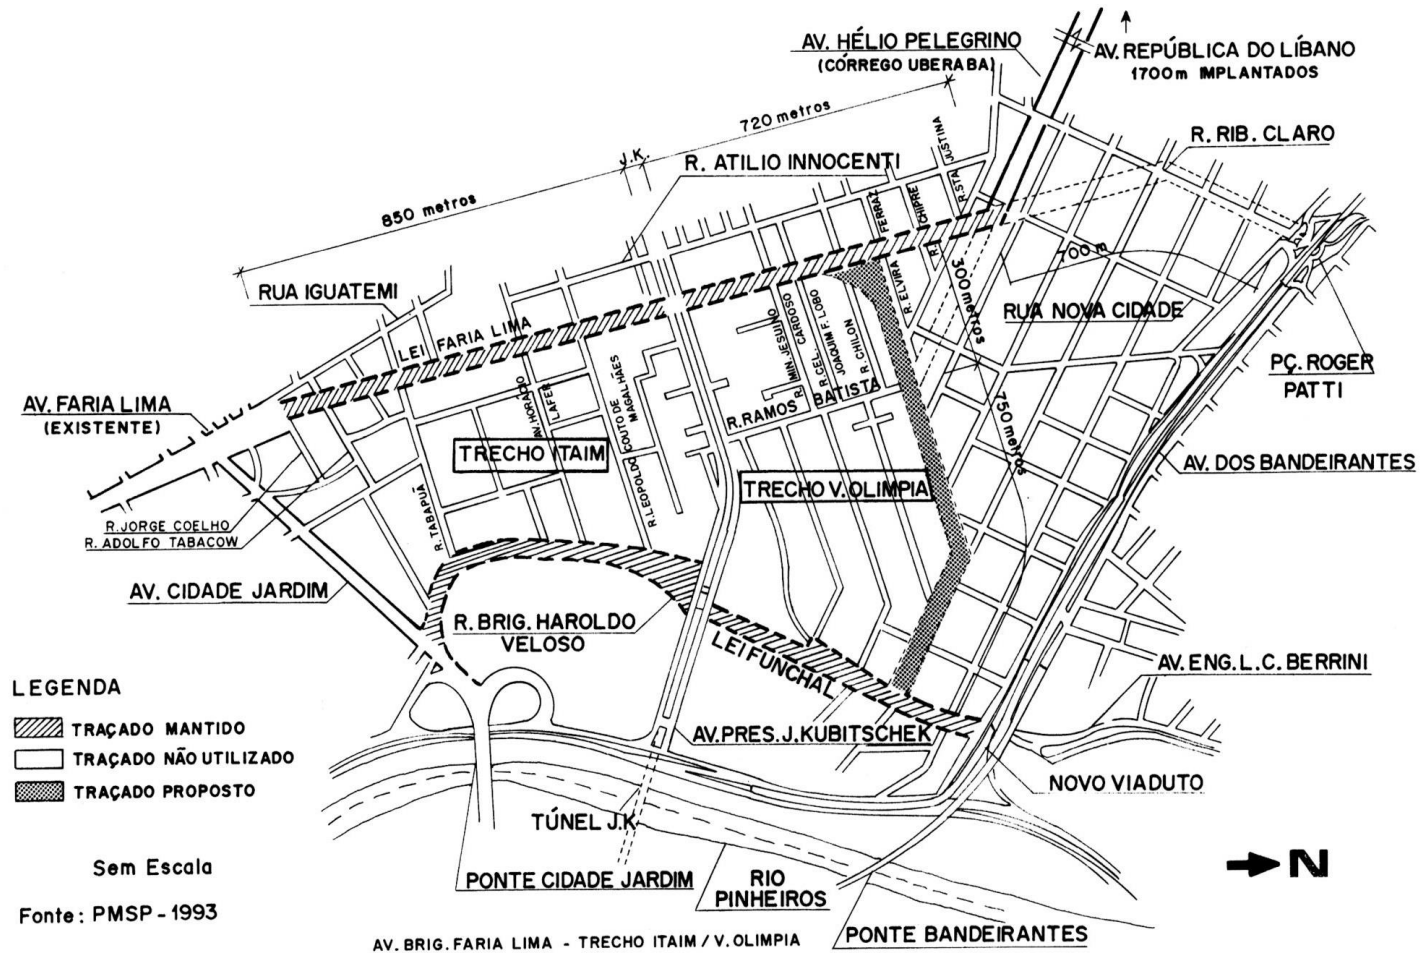 AV. HÉLIO PELEGRINO
(CÓRREGO UBERABA)
AV. REPÚBLICA DO LÍBANO
1700m IMPLANTADOS
720 metros
R. RIB. CLARO
J.K.
R. ATILIO INNOCENTI
R. STA JUSTINA
850 metros
FERRAZ
R. CHIPRE
RUA IGUATEMI
700 m
300 metros
R. ELVIRA
RUA NOVA CIDADE
LEI FARIA LIMA
MIN. JESUINO
R. CEL. CARDOSO
JOAQUIM F. LOBO
R. CHILON
PÇ. ROGER
PATTI
AV. FARIA LIMA
(EXISTENTE)
AV. HORÁCIO
LAFER
R. LEOPOLDO COUTO DE
MAGALHÃES
R. RAMOS BATISTA
750 metros
TRECHO ITAIM
TRECHO V. OLIMPIA
AV. DOS BANDEIRANTES
R. JORGE COELHO
R. ADOLFO TABACOW
R. TABAPUÃ
AV. CIDADE JARDIM
R. BRIG. HAROLDO
VELOSO
LEI FUNCHAL
AV. ENG. L.C. BERRINI
LEGENDA
TRAÇADO MANTIDO
TRAÇADO NÃO UTILIZADO
TRAÇADO PROPOSTO
AV. PRES. J. KUBITSCHEK
NOVO VIADUTO
TÚNEL J.K
Sem Escala
PONTE CIDADE JARDIM
RIO
PINHEIROS
N
Fonte: PMSP - 1993
AV. BRIG. FARIA LIMA - TRECHO ITAIM / V. OLIMPIA
PONTE BANDEIRANTES